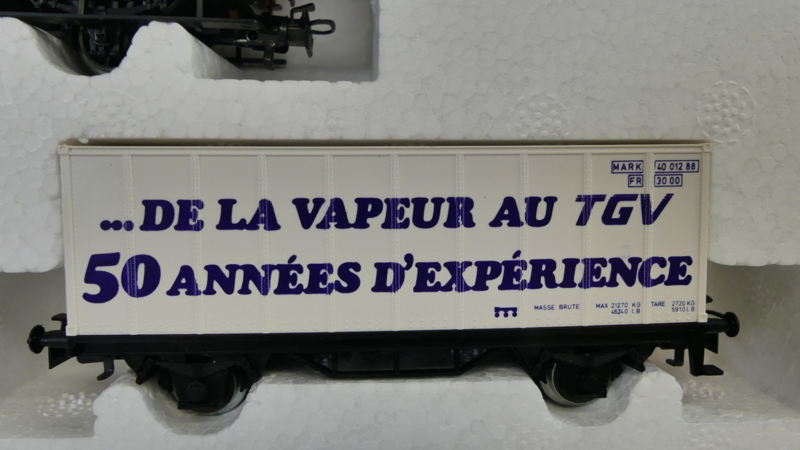 MARK 40 012 88
FR 30 00
...DE LA VAPEUR AU TGV
50 ANNÉES D'EXPÉRIENCE
MASSE BRUTE MAX 21270 KG TARE 2720 KG
46240 LB 5910 LB